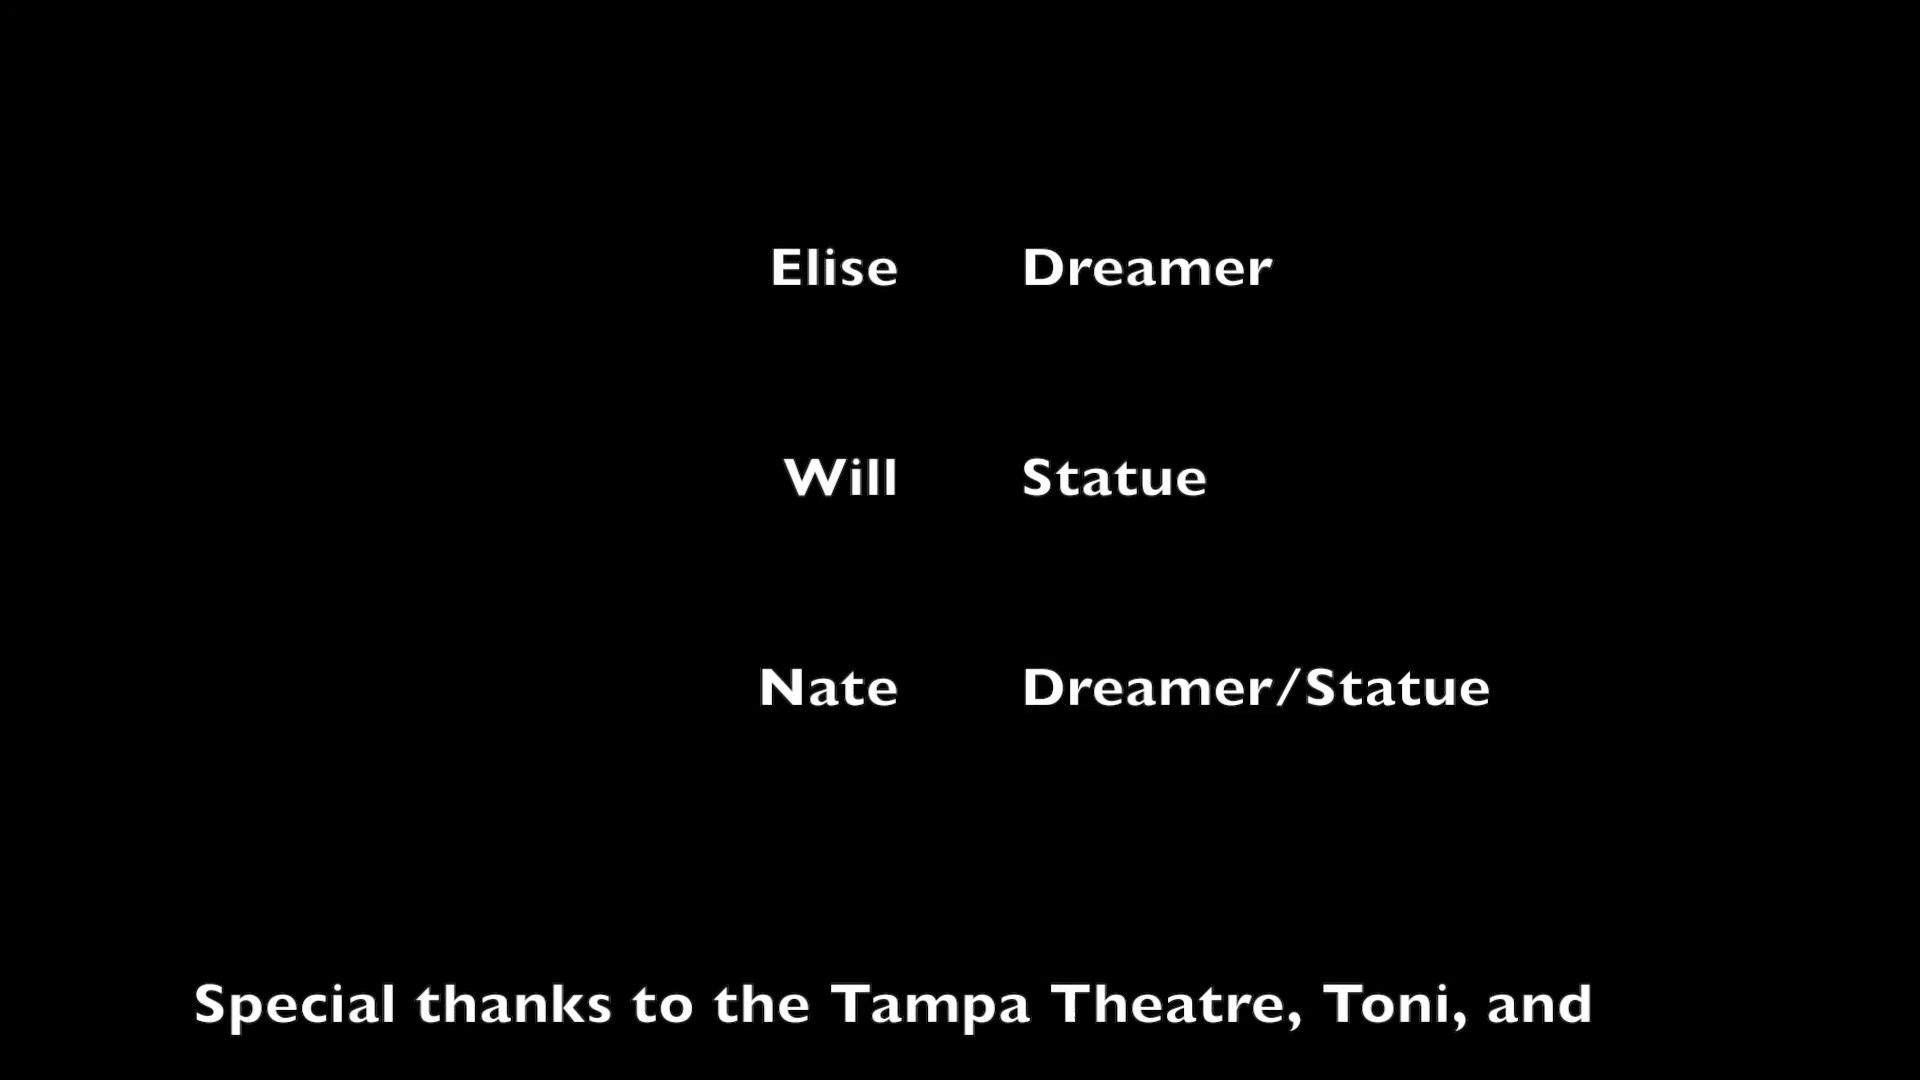 Elise Dreamer
Will Statue
Nate Dreamer/Statue
Special thanks to the Tampa Theatre, Toni, and